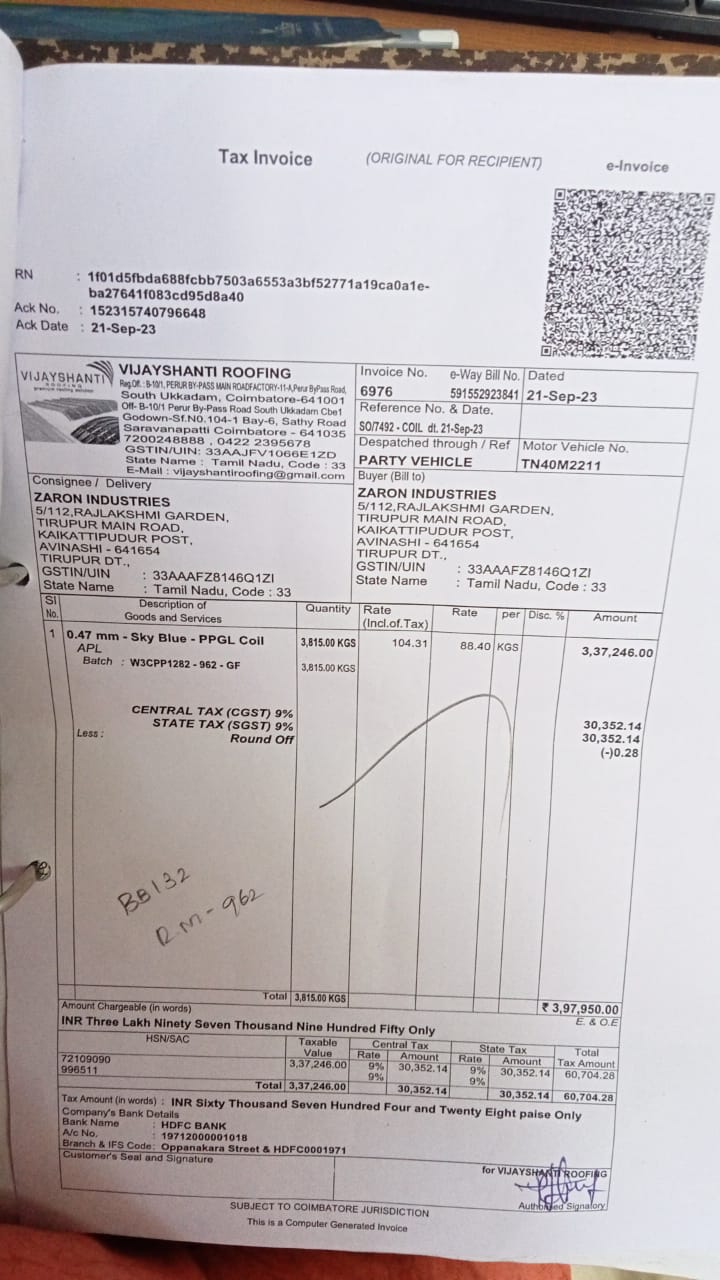 Tax Invoice (ORIGINAL FOR RECIPIENT) e-Invoice
RN : 1f01d5fbda688fcbb7503a6553a3bf52771a19ca0a1e-
ba27641f083cd95d8a40
Ack No. : 152315740796648
Ack Date : 21-Sep-23
VIJAYSHANTI
ROOFING
premium roofing solution
VIJAYSHANTI ROOFING
Reg.Off.: B-10/1, PERUR BY-PASS MAIN ROADFACTORY-11-A,Perur ByPass Road,
South Ukkadam, Coimbatore-641001
Off- B-10/1 Perur By-Pass Road South Ukkadam Cbe1
Godown-Sf.N0.104-1 Bay-6, Sathy Road
Saravanapatti Coimbatore - 641035
7200248888 , 0422 2395678
GSTIN/UIN: 33AAJFV1066E1ZD
State Name : Tamil Nadu, Code : 33
E-Mail : vijayshantiroofing@gmail.com
Invoice No. e-Way Bill No. Dated
6976 591552923841 21-Sep-23
Reference No. & Date.
SO/7492 - COIL dt. 21-Sep-23
Despatched through / Ref Motor Vehicle No.
PARTY VEHICLE TN40M2211
Consignee / Delivery
ZARON INDUSTRIES
5/112,RAJLAKSHMI GARDEN,
TIRUPUR MAIN ROAD,
KAIKATTIPUDUR POST,
AVINASHI - 641654
TIRUPUR DT.,
GSTIN/UIN : 33AAAFZ8146Q1ZI
State Name : Tamil Nadu, Code : 33
Buyer (Bill to)
ZARON INDUSTRIES
5/112,RAJLAKSHMI GARDEN,
TIRUPUR MAIN ROAD,
KAIKATTIPUDUR POST,
AVINASHI - 641654
TIRUPUR DT.,
GSTIN/UIN : 33AAAFZ8146Q1ZI
State Name : Tamil Nadu, Code : 33
Sl No. Description of Goods and Services Quantity Rate (Incl.of.Tax) Rate per Disc. % Amount
1 0.47 mm - Sky Blue - PPGL Coil 3,815.00 KGS 104.31 88.40 KGS 3,37,246.00
APL
Batch : W3CPP1282 - 962 - GF 3,815.00 KGS
CENTRAL TAX (CGST) 9% 30,352.14
STATE TAX (SGST) 9% 30,352.14
Less : Round Off (-)0.28
BB132
RM - 962
Total 3,815.00 KGS ₹ 3,97,950.00
Amount Chargeable (in words) E. & O.E
INR Three Lakh Ninety Seven Thousand Nine Hundred Fifty Only
HSN/SAC Taxable Value Central Tax Rate Amount State Tax Rate Amount Total Tax Amount
72109090 3,37,246.00 9% 30,352.14 9% 30,352.14 60,704.28
996511 9% 9%
Total 3,37,246.00 30,352.14 30,352.14 60,704.28
Tax Amount (in words) : INR Sixty Thousand Seven Hundred Four and Twenty Eight paise Only
Company's Bank Details
Bank Name : HDFC BANK
A/c No. : 19712000001018
Branch & IFS Code: Oppanakara Street & HDFC0001971
Customer's Seal and Signature
for VIJAYSHANTI ROOFING
Authorised Signatory
SUBJECT TO COIMBATORE JURISDICTION
This is a Computer Generated Invoice